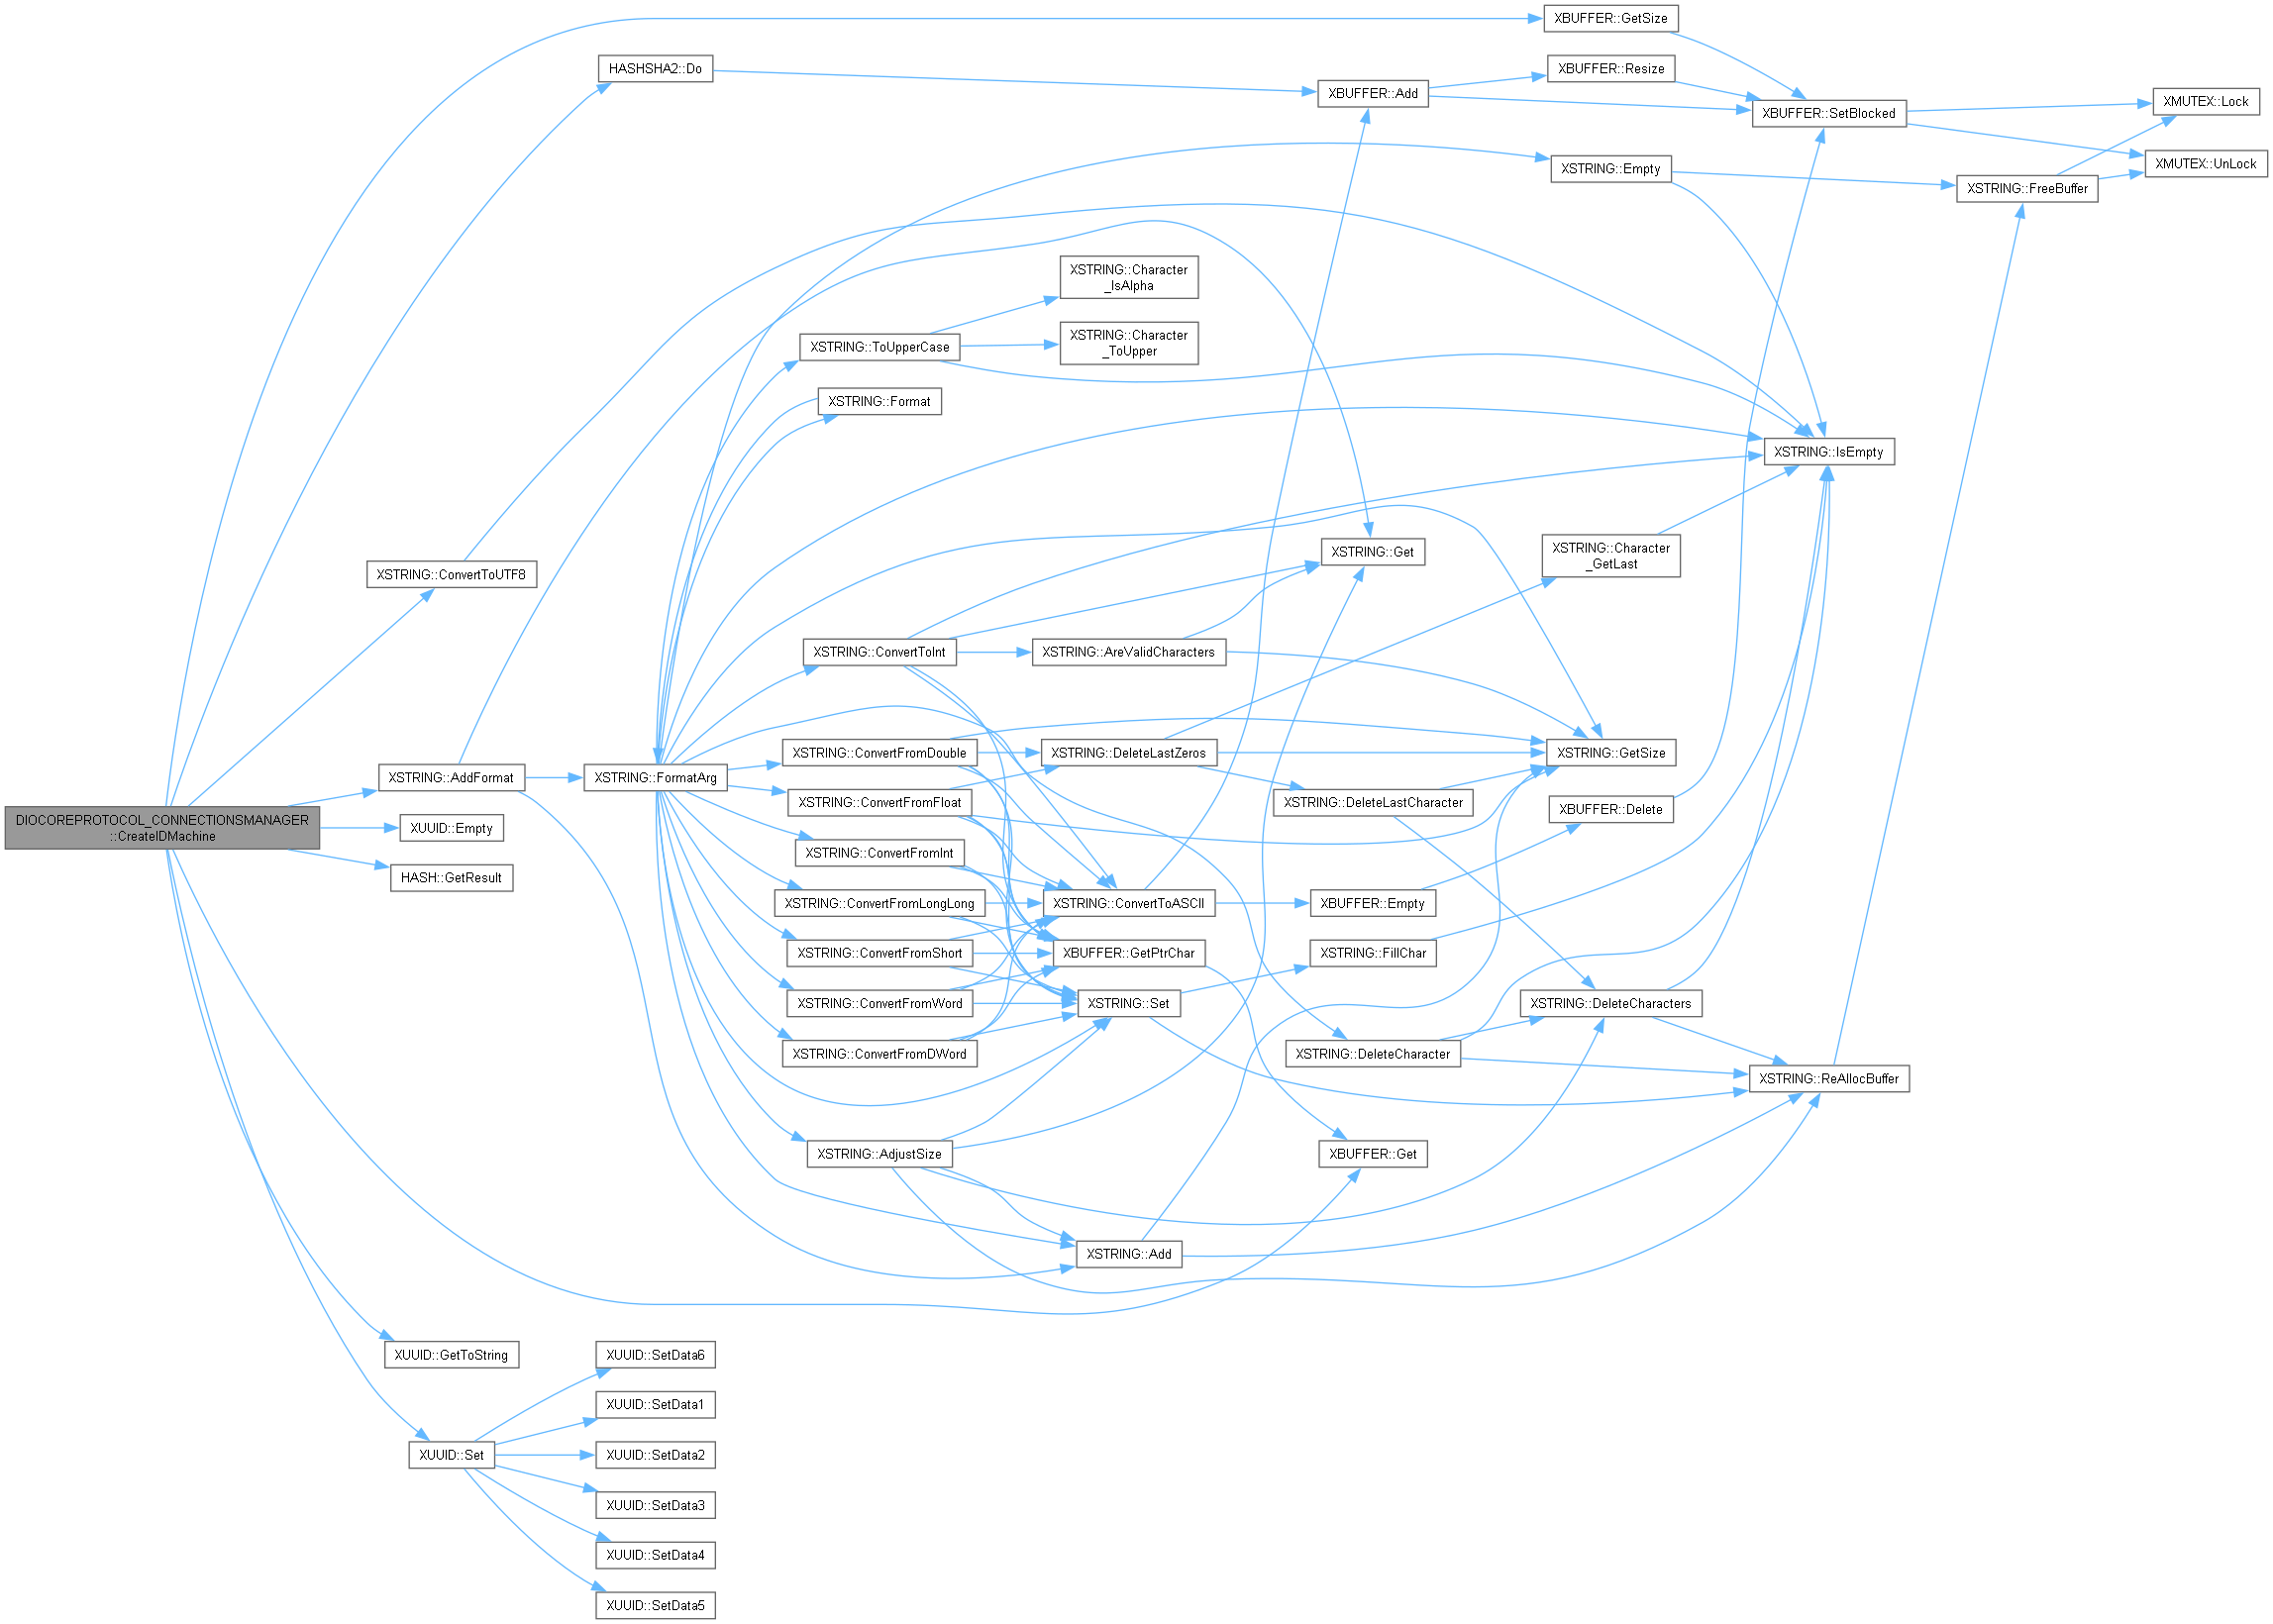 DIOCOREPROTOCOL_CONNECTIONSMANAGER
::CreateIDMachine
XBUFFER::GetSize
HASHSHA2::Do
XSTRING::ConvertToUTF8
XSTRING::AddFormat
XUUID::Empty
HASH::GetResult
XUUID::GetToString
XUUID::Set
XUUID::SetData6
XUUID::SetData1
XUUID::SetData2
XUUID::SetData3
XUUID::SetData4
XUUID::SetData5
XSTRING::FormatArg
XSTRING::ToUpperCase
XSTRING::Format
XSTRING::ConvertToInt
XSTRING::ConvertFromDouble
XSTRING::ConvertFromFloat
XSTRING::ConvertFromInt
XSTRING::ConvertFromLongLong
XSTRING::ConvertFromShort
XSTRING::ConvertFromWord
XSTRING::ConvertFromDWord
XSTRING::AdjustSize
XSTRING::Character
_IsAlpha
XSTRING::Character
_ToUpper
XSTRING::AreValidCharacters
XSTRING::DeleteLastZeros
XSTRING::ConvertToASCII
XBUFFER::GetPtrChar
XSTRING::Set
XSTRING::Add
XBUFFER::Add
XSTRING::Get
XSTRING::DeleteLastCharacter
XBUFFER::Empty
XSTRING::FillChar
XSTRING::DeleteCharacter
XBUFFER::Get
XBUFFER::Resize
XSTRING::Empty
XSTRING::Character
_GetLast
XSTRING::GetSize
XBUFFER::Delete
XSTRING::DeleteCharacters
XBUFFER::SetBlocked
XSTRING::IsEmpty
XSTRING::ReAllocBuffer
XSTRING::FreeBuffer
XMUTEX::Lock
XMUTEX::UnLock